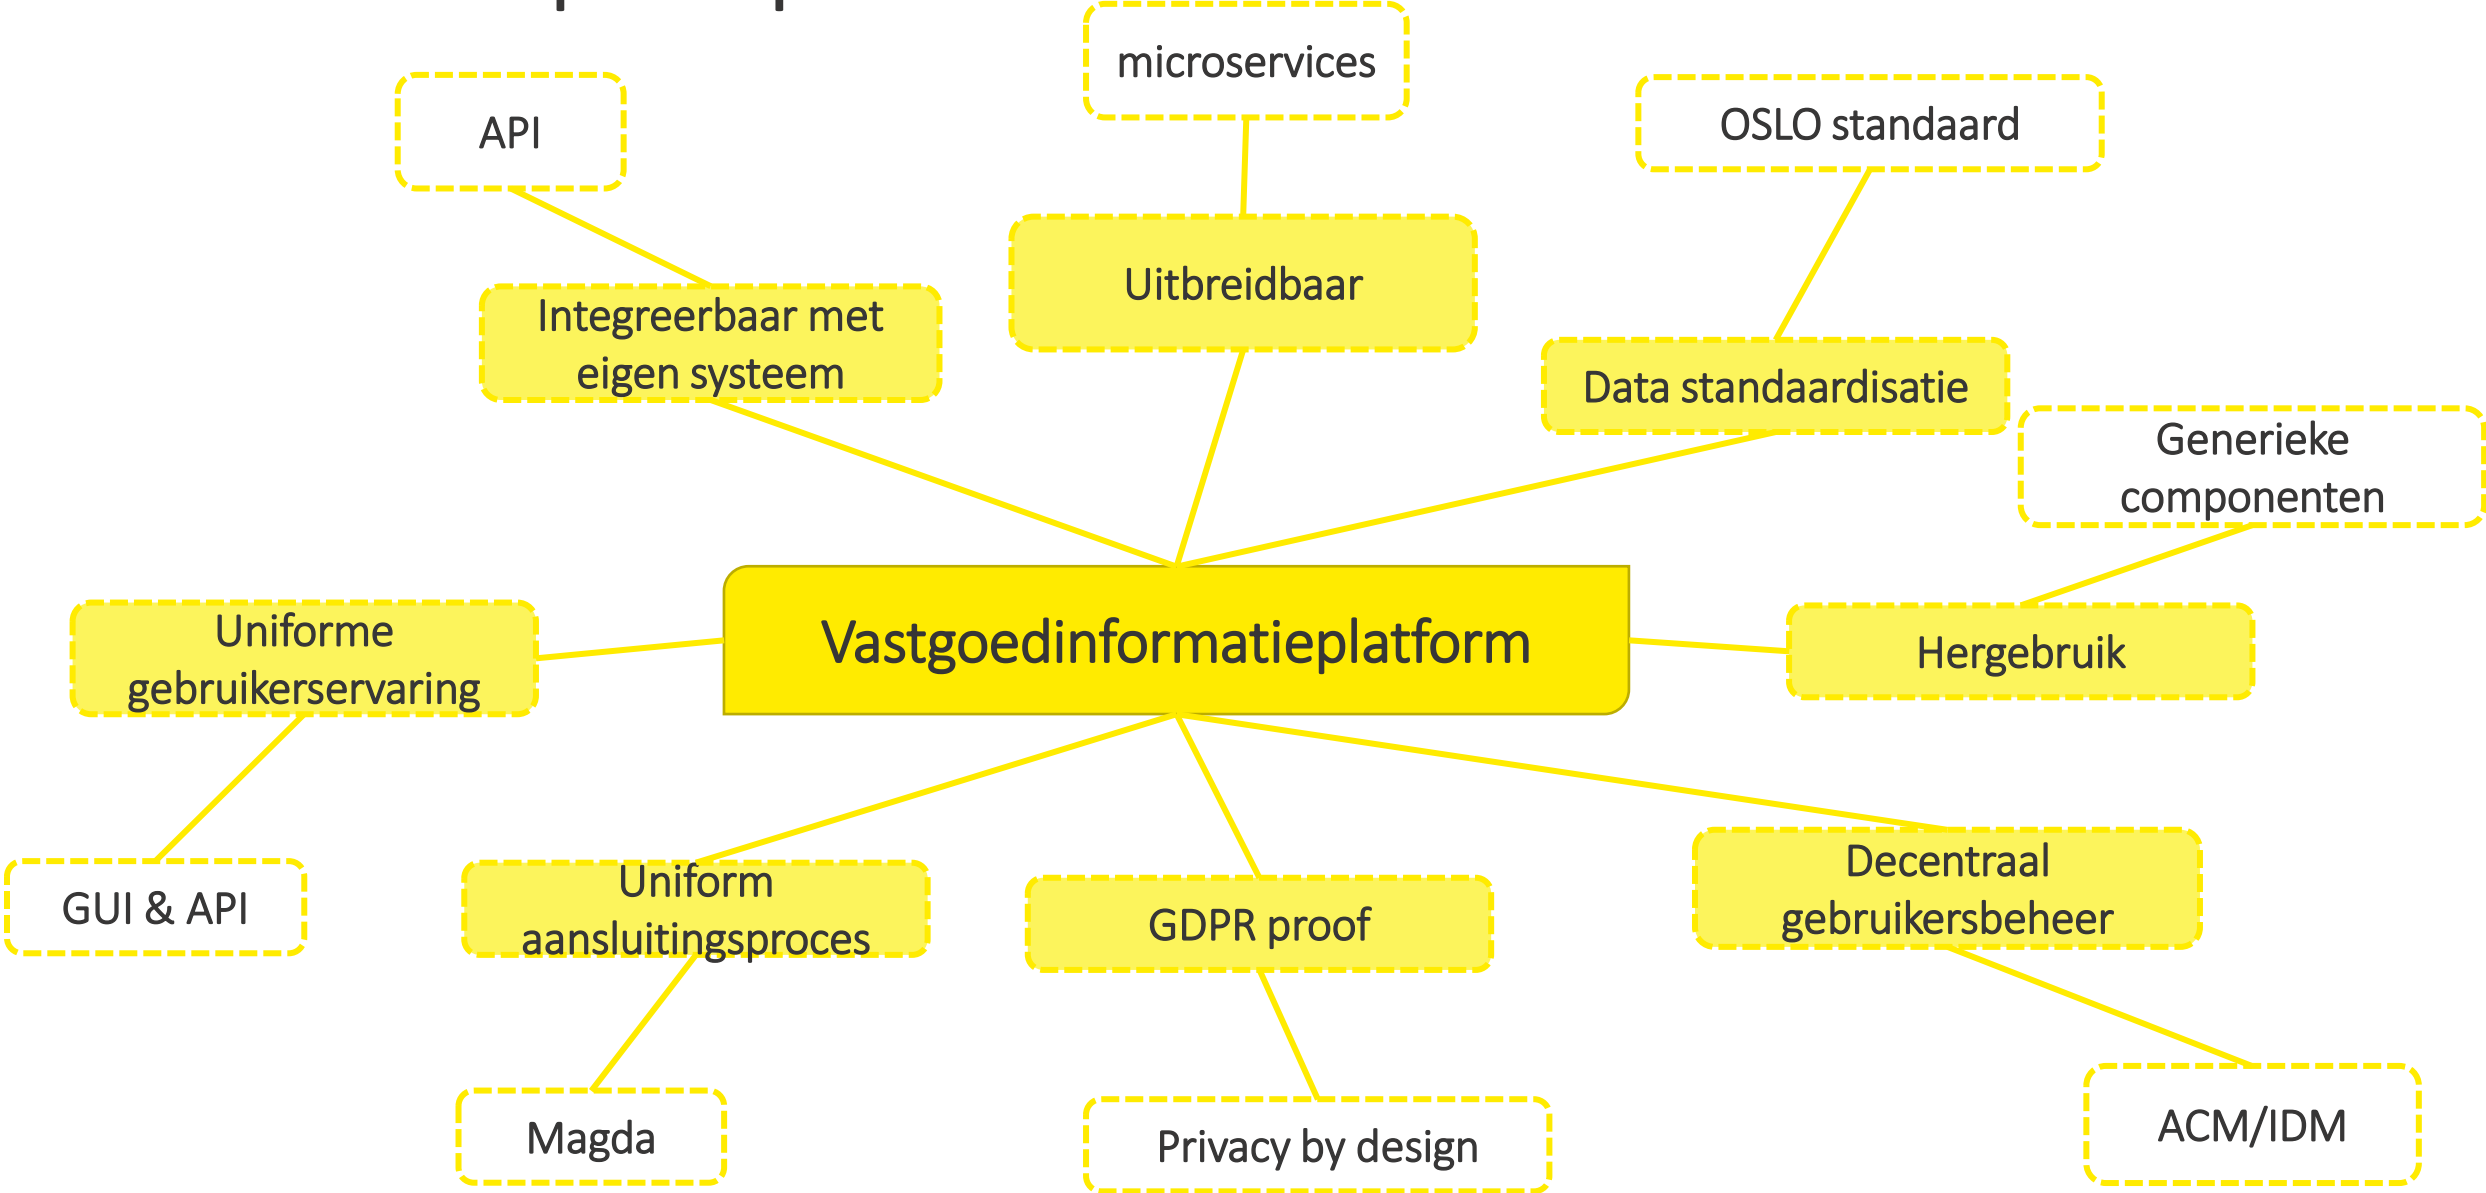 microservices
API
OSLO standaard
Uitbreidbaar
Integreerbaar met
eigen systeem
Data standaardisatie
Generieke
componenten
Vastgoedinformatieplatform
Uniforme
gebruikerservaring
Hergebruik
Uniform
aansluitingsproces
GDPR proof
Decentraal
gebruikersbeheer
GUI & API
Magda
Privacy by design
ACM/IDM